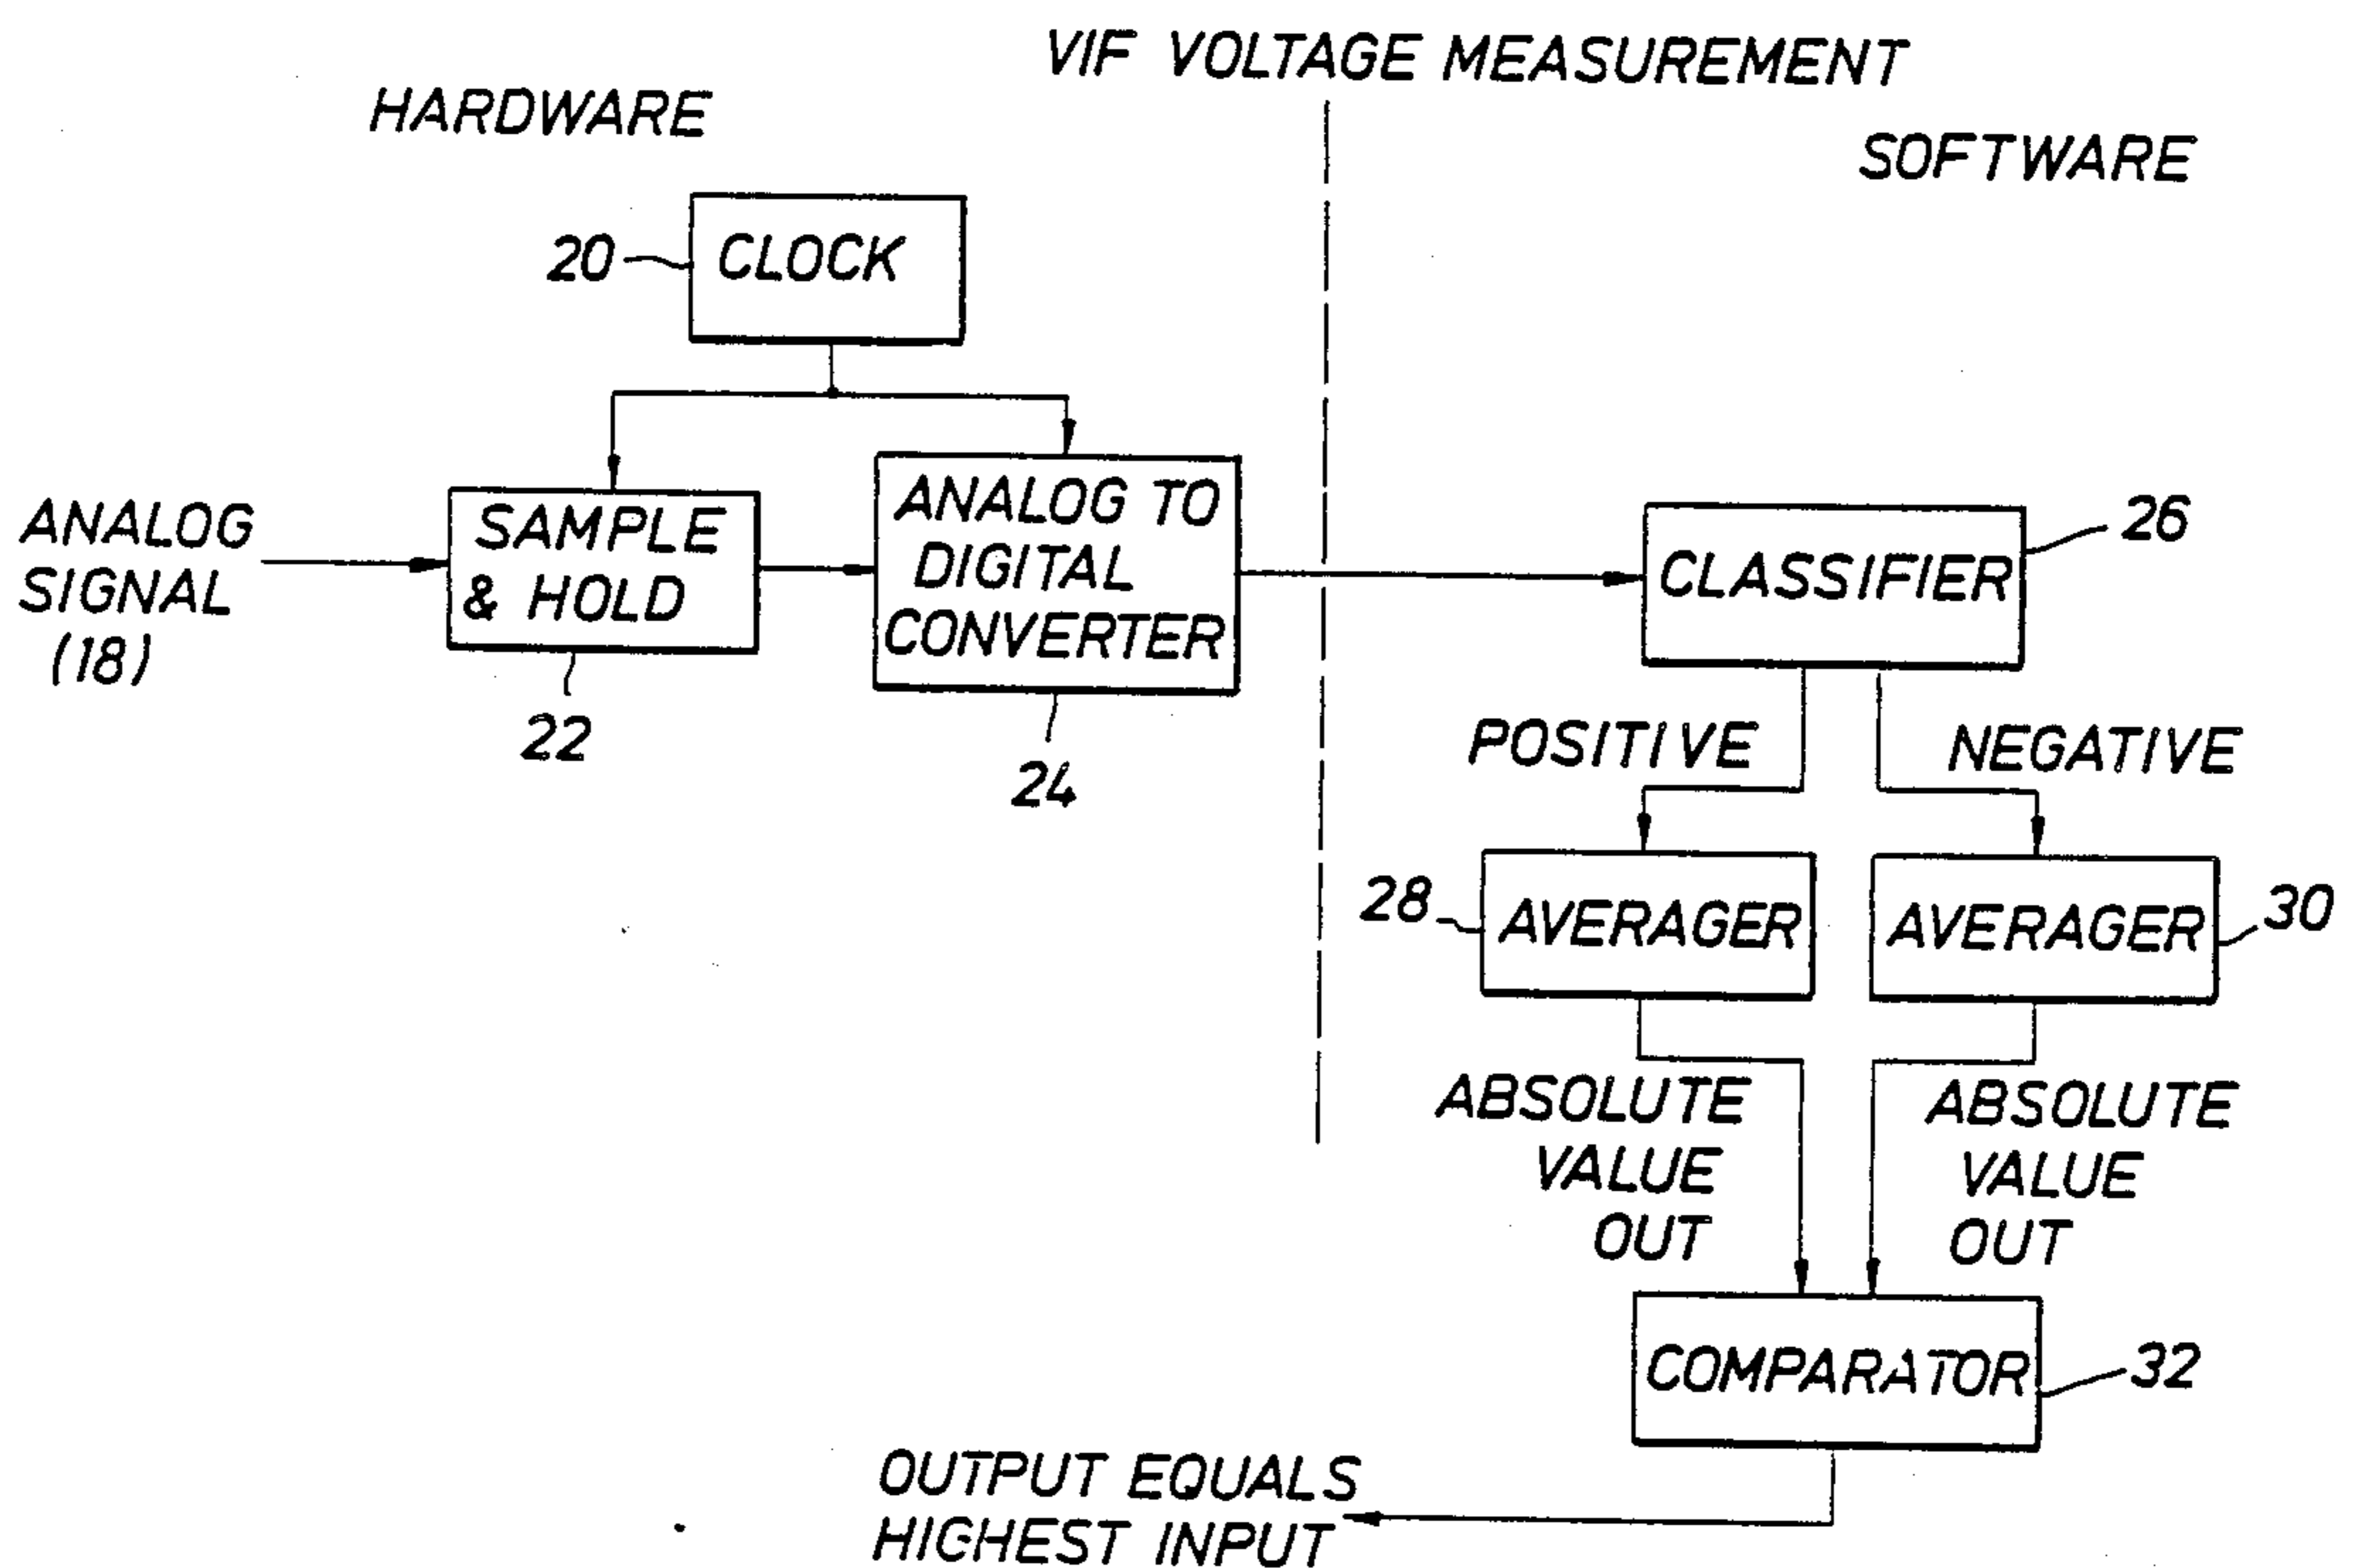 VIF VOLTAGE MEASUREMENT
HARDWARE
SOFTWARE
20
CLOCK
ANALOG
SIGNAL
(18)
SAMPLE
& HOLD
22
ANALOG TO
DIGITAL
CONVERTER
24
CLASSIFIER
26
POSITIVE
NEGATIVE
28
AVERAGER
AVERAGER
30
ABSOLUTE
VALUE
OUT
ABSOLUTE
VALUE
OUT
COMPARATOR
32
OUTPUT EQUALS
HIGHEST INPUT